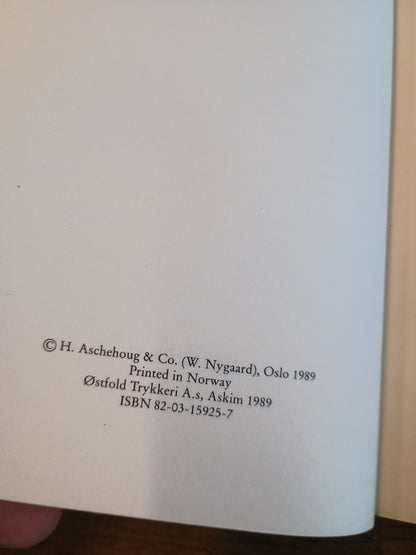 © H. Aschehoug & Co. (W. Nygaard), Oslo 1989
Printed in Norway
Østfold Trykkeri A.s, Askim 1989
ISBN 82-03-15925-7